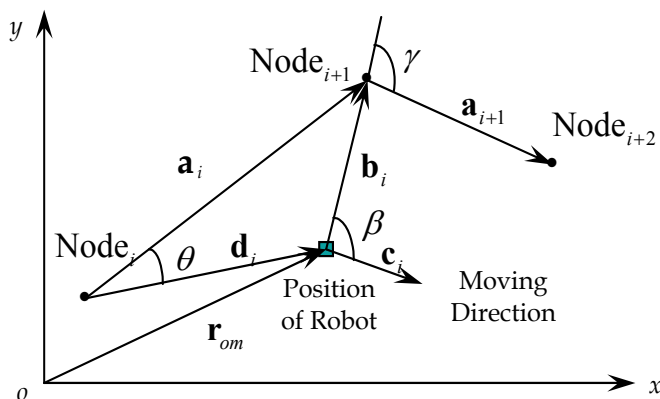 y
Node_{i+1}
γ
a_{i+1}
Node_{i+2}
a_i
b_i
Node_i
θ
d_i
β
c_i
Position
of Robot
Moving
Direction
r_{om}
o
x